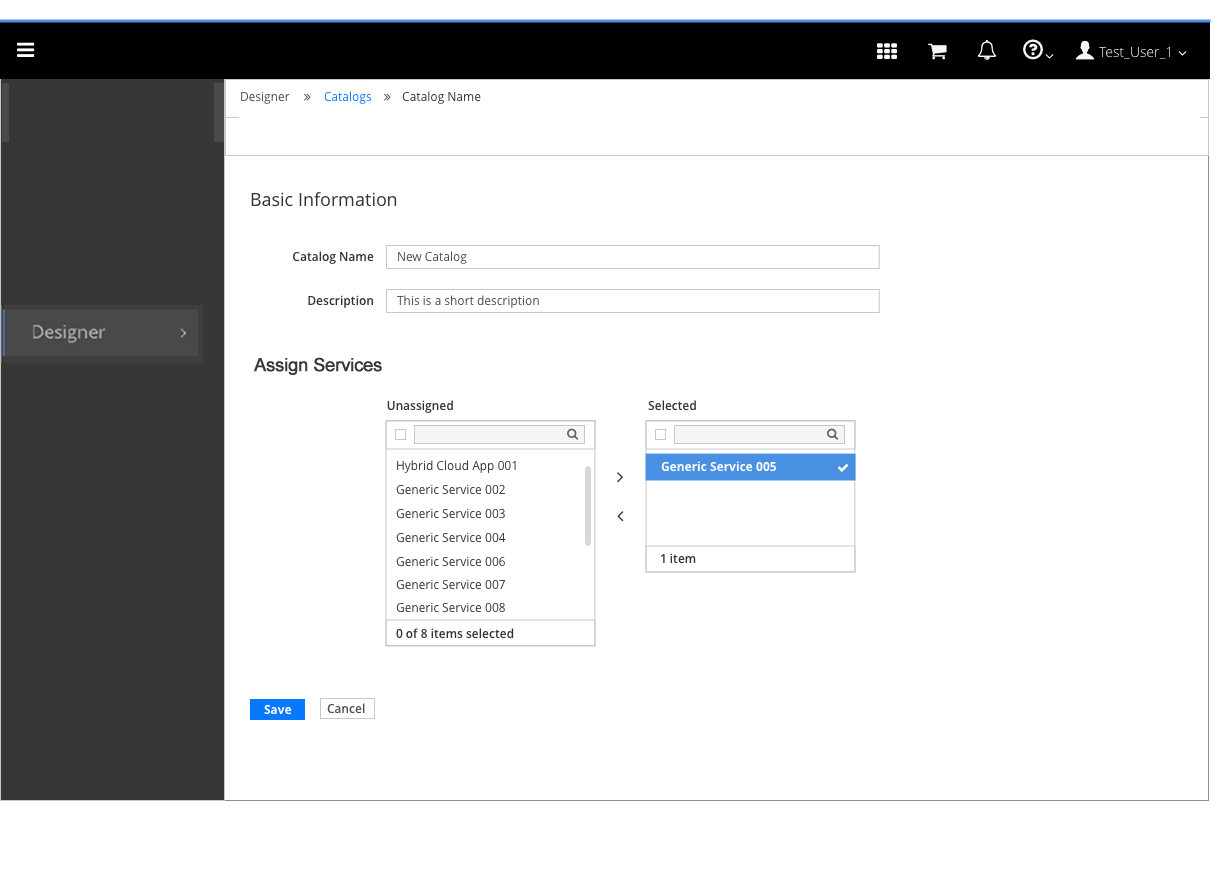 Test_User_1
Designer » Catalogs » Catalog Name
Basic Information
Catalog Name New Catalog
Description This is a short description
Designer
Assign Services
Unassigned Selected
Hybrid Cloud App 001
Generic Service 002
Generic Service 003
Generic Service 004
Generic Service 006
Generic Service 007
Generic Service 008
0 of 8 items selected
Generic Service 005
1 item
Save Cancel